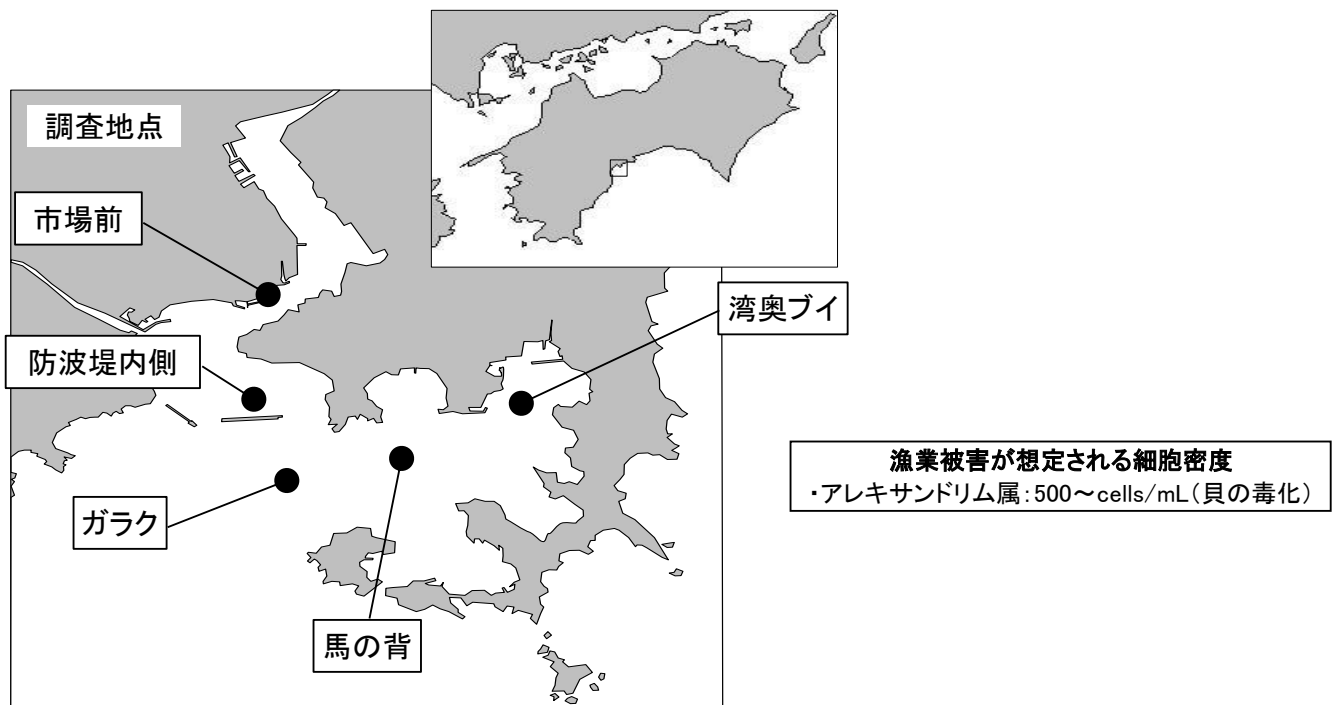 調査地点
市場前
湾奥ブイ
防波堤内側
ガラク
馬の背
漁業被害が想定される細胞密度
・アレキサンドリム属:500~cells/mL(貝の毒化)